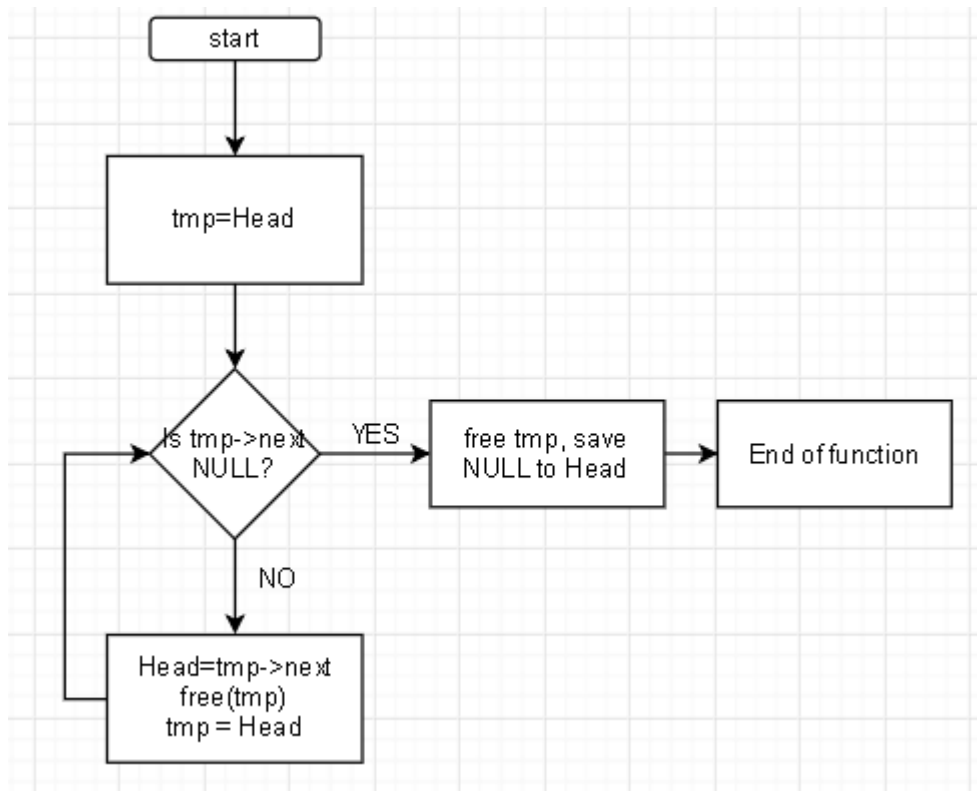 start
tmp=Head
Is tmp->next
NULL?
YES
free tmp, save
NULL to Head
End of function
NO
Head=tmp->next
free(tmp)
tmp = Head